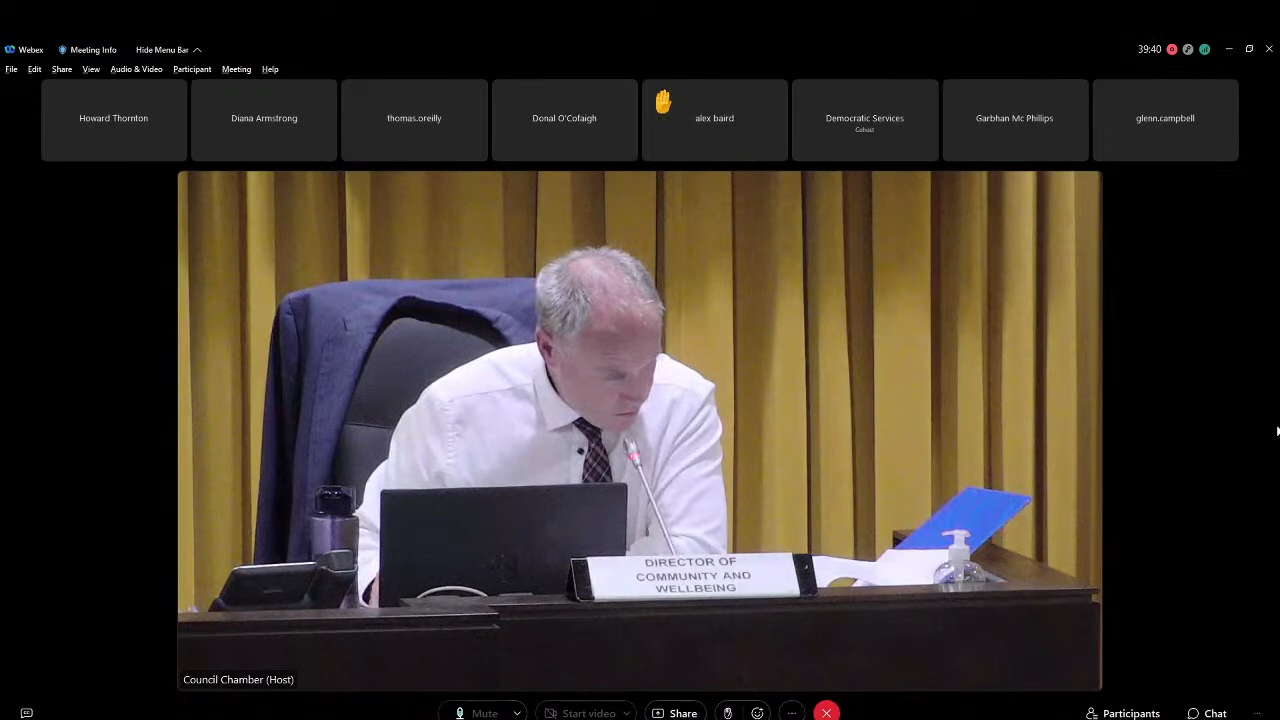 Webex
Meeting Info
Hide Menu Bar
39:40
File Edit Share View Audio & Video Participant Meeting Help
Howard Thornton
Diana Armstrong
thomas.oreilly
Donal O'Cofaigh
alex baird
Democratic Services
Cohost
Garbhan Mc Phillips
glenn.campbell
DIRECTOR OF
COMMUNITY AND
WELLBEING
Council Chamber (Host)
Mute
Start video
Share
Participants
Chat